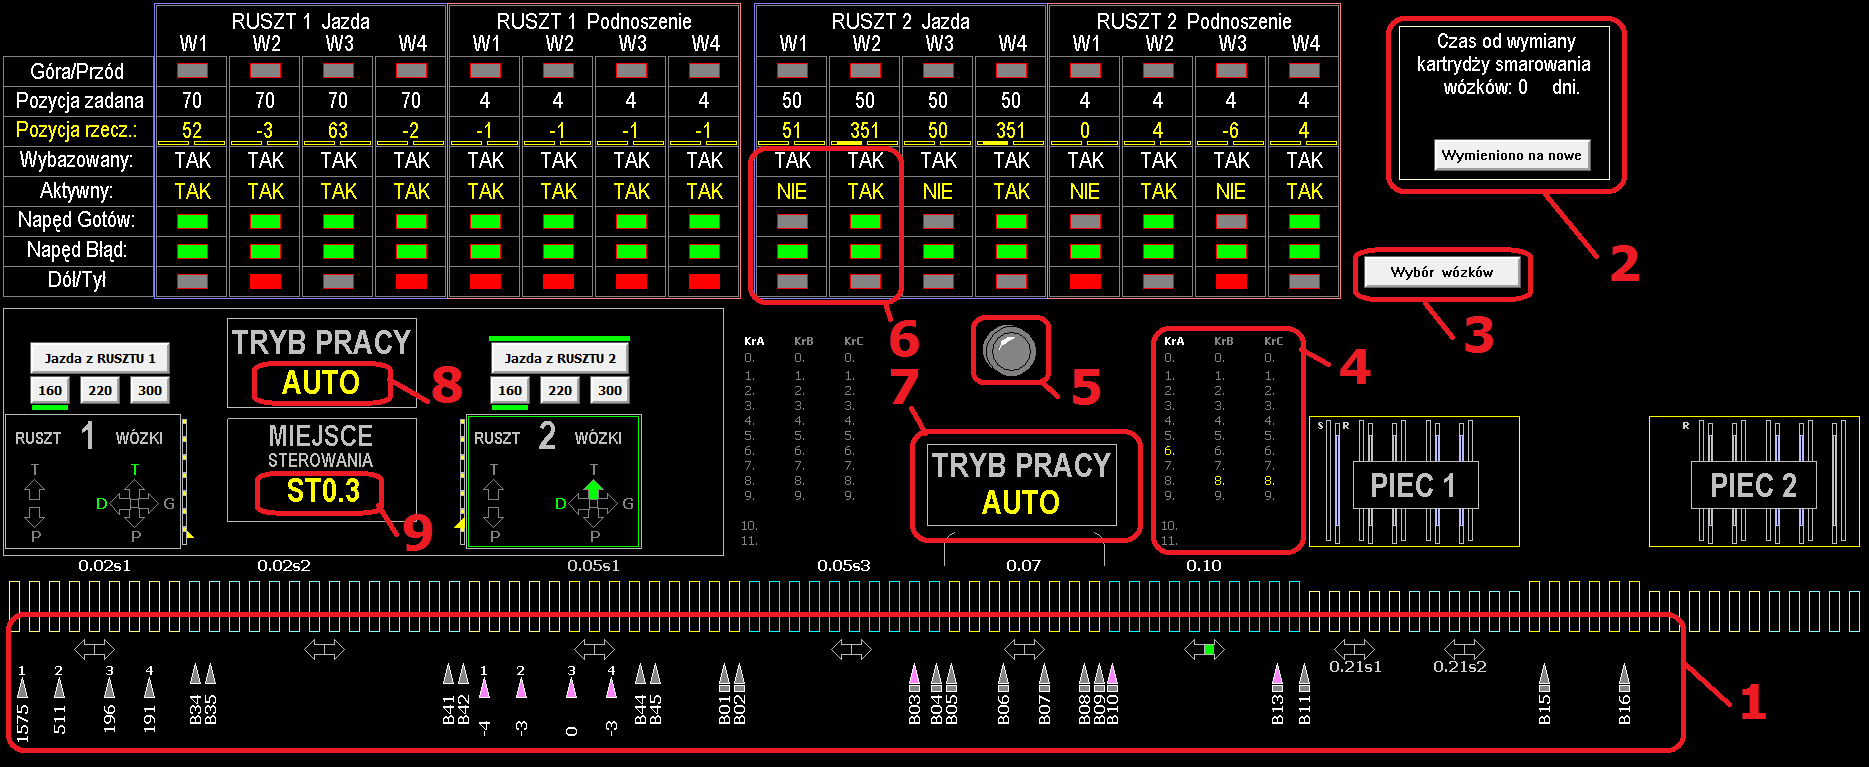 RUSZT 1 Jazda RUSZT 1 Podnoszenie RUSZT 2 Jazda RUSZT 2 Podnoszenie
W1 W2 W3 W4 W1 W2 W3 W4 W1 W2 W3 W4 W1 W2 W3 W4
Góra/Przód
Pozycja zadana 70 70 70 70 4 4 4 4 50 50 50 50 4 4 4 4
Pozycja rzecz.: 52 -3 63 -2 -1 -1 -1 -1 51 351 50 351 0 4 -6 4
Wybazowany: TAK TAK TAK TAK TAK TAK TAK TAK TAK TAK TAK TAK TAK TAK TAK TAK
Aktywny: TAK TAK TAK TAK TAK TAK TAK TAK NIE TAK NIE TAK NIE TAK NIE TAK
Napęd Gotów:
Napęd Błąd:
Dół/Tył
Czas od wymiany
kartrydży smarowania
wózków: 0 dni.
Wymieniono na nowe
2
Wybór wózków
3
6
7
5
4
Jazda z RUSZTU 1
160 220 300
TRYB PRACY
AUTO
8
Jazda z RUSZTU 2
160 220 300
RUSZT 1 WÓZKI
T T
D G
P P
MIEJSCE
STEROWANIA
ST0.3
9
RUSZT 2 WÓZKI
T T
D G
P P
KrA KrB KrC
0. 0. 0.
1. 1. 1.
2. 2. 2.
3. 3. 3.
4. 4. 4.
5. 5. 5.
6. 6. 6.
7. 7. 7.
8. 8. 8.
9. 9. 9.
10.
11.
TRYB PRACY
AUTO
KrA KrB KrC
0. 0. 0.
1. 1. 1.
2. 2. 2.
3. 3. 3.
4. 4. 4.
5. 5. 5.
6. 6. 6.
7. 7. 7.
8. 8. 8.
9. 9. 9.
10.
11.
S R
PIEC 1
R
PIEC 2
0.02s1 0.02s2 0.05s1 0.05s3 0.07 0.10
0.21s1 0.21s2
1 2 3 4 1 2 3 4
1575 511 196 191 B34 B35 B41 B42 -4 -3 0 -3 B44 B45 B01 B02 B03 B04 B05 B06 B07 B08 B09 B10 B13 B11 B15 B16
1